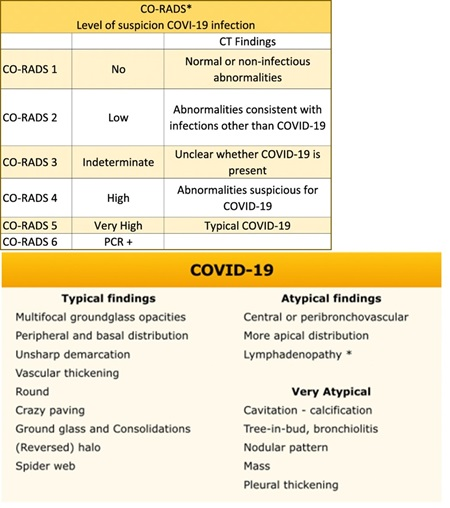 CO-RADS*
Level of suspicion COVI-19 infection
CT Findings
CO-RADS 1 No Normal or non-infectious
abnormalities
CO-RADS 2 Low Abnormalities consistent with
infections other than COVID-19
CO-RADS 3 Indeterminate Unclear whether COVID-19 is
present
CO-RADS 4 High Abnormalities suspicious for
COVID-19
CO-RADS 5 Very High Typical COVID-19
CO-RADS 6 PCR +
COVID-19
Typical findings
Multifocal groundglass opacities
Peripheral and basal distribution
Unsharp demarcation
Vascular thickening
Round
Crazy paving
Ground glass and Consolidations
(Reversed) halo
Spider web
Atypical findings
Central or peribronchovascular
More apical distribution
Lymphadenopathy *
Very Atypical
Cavitation - calcification
Tree-in-bud, bronchiolitis
Nodular pattern
Mass
Pleural thickening